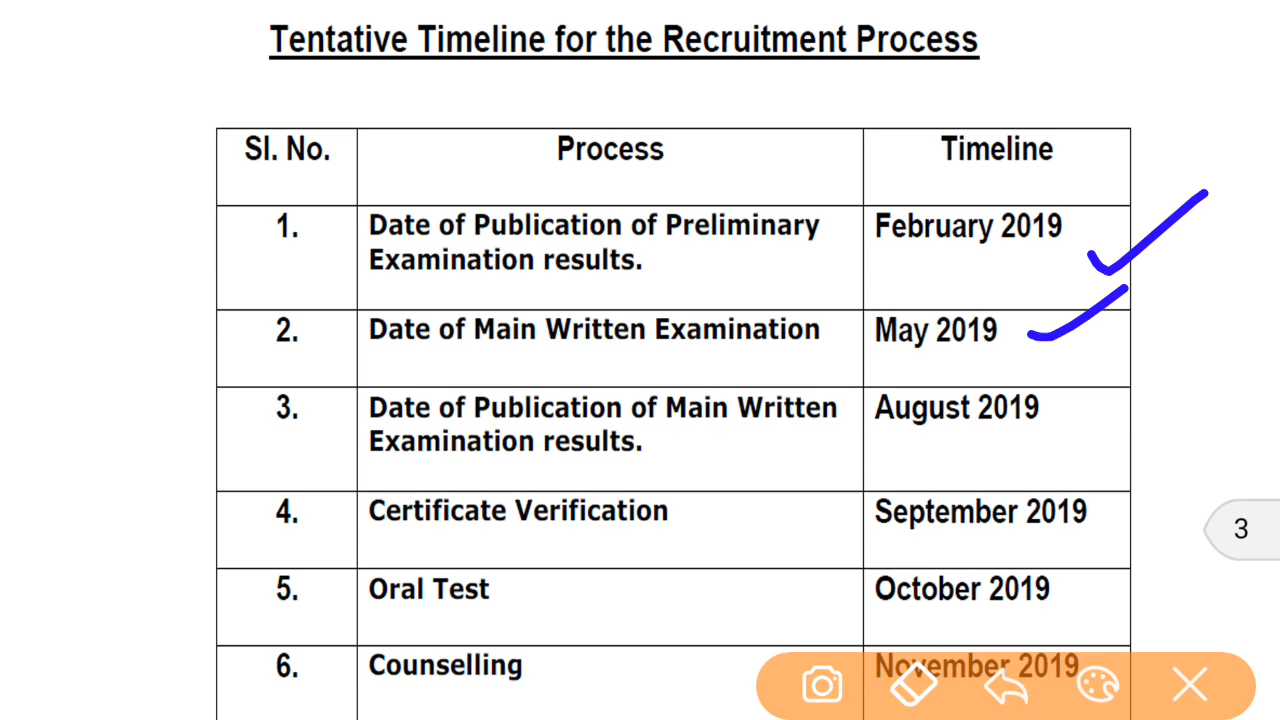 Tentative Timeline for the Recruitment Process
Sl. No. Process Timeline
1. Date of Publication of Preliminary February 2019
Examination results.
2. Date of Main Written Examination May 2019
3. Date of Publication of Main Written August 2019
Examination results.
4. Certificate Verification September 2019
3
5. Oral Test October 2019
6. Counselling November 2019